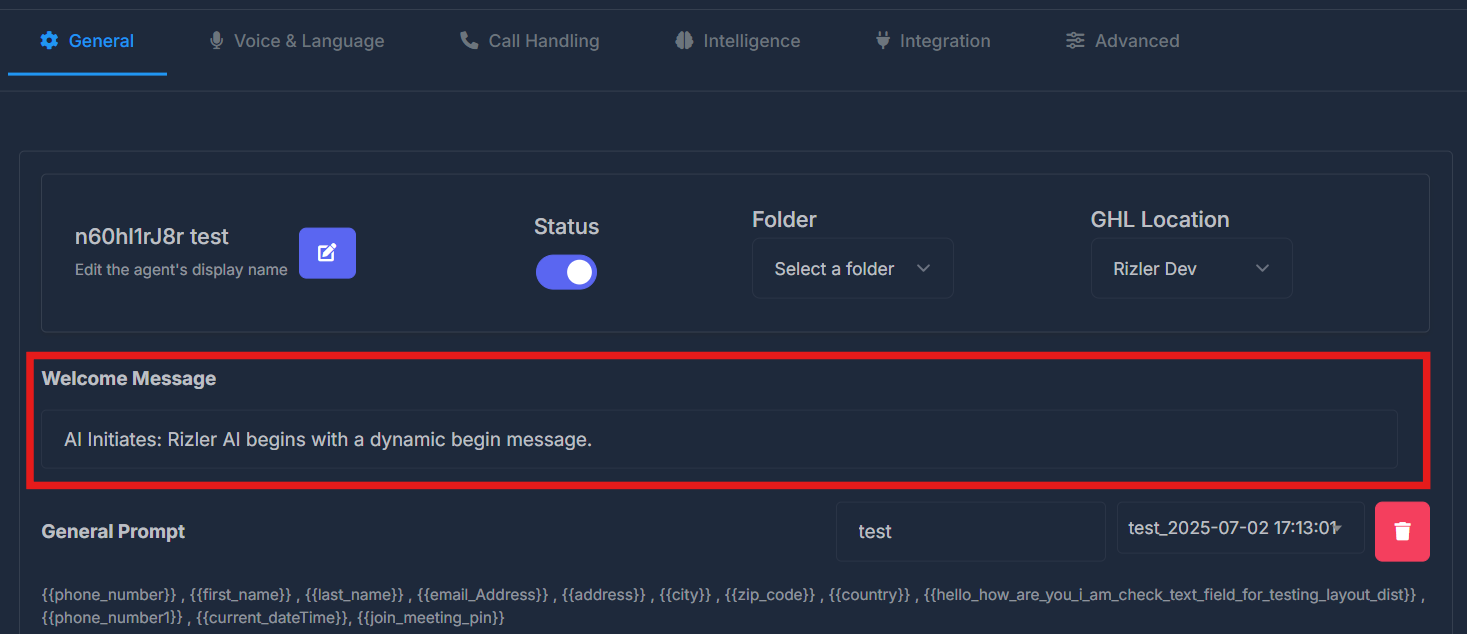 General Voice & Language Call Handling Intelligence Integration Advanced
n60hl1rJ8r test
Edit the agent's display name
Status
Folder
Select a folder
GHL Location
Rizler Dev
Welcome Message
AI Initiates: Rizler AI begins with a dynamic begin message.
General Prompt
test
test_2025-07-02 17:13:01
{{phone_number}} , {{first_name}} , {{last_name}} , {{email_Address}} , {{address}} , {{city}} , {{zip_code}} , {{country}} , {{hello_how_are_you_i_am_check_text_field_for_testing_layout_dist}} ,
{{phone_number1}} , {{current_dateTime}}, {{join_meeting_pin}}